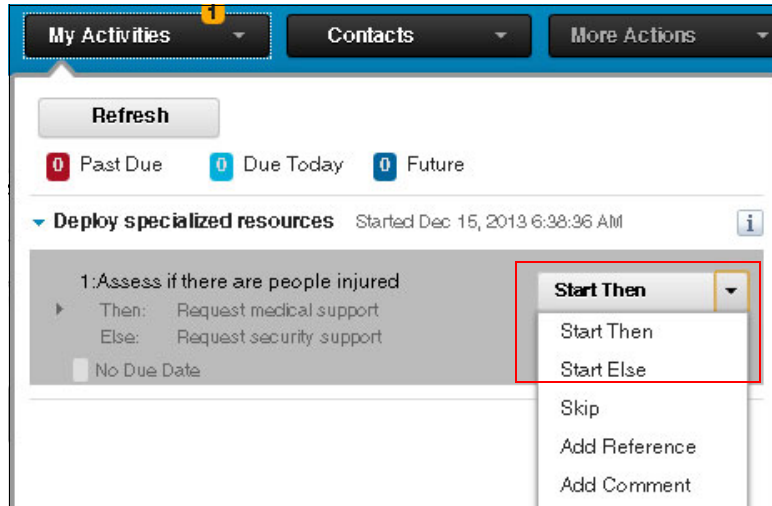 1
My Activities Contacts More Actions
Refresh
0 Past Due 0 Due Today 0 Future
Deploy specialized resources Started Dec 15, 2013 6:38:36 AM i
1:Assess if there are people injured
Then: Request medical support
Else: Request security support
No Due Date
Start Then
Start Then
Start Else
Skip
Add Reference
Add Comment